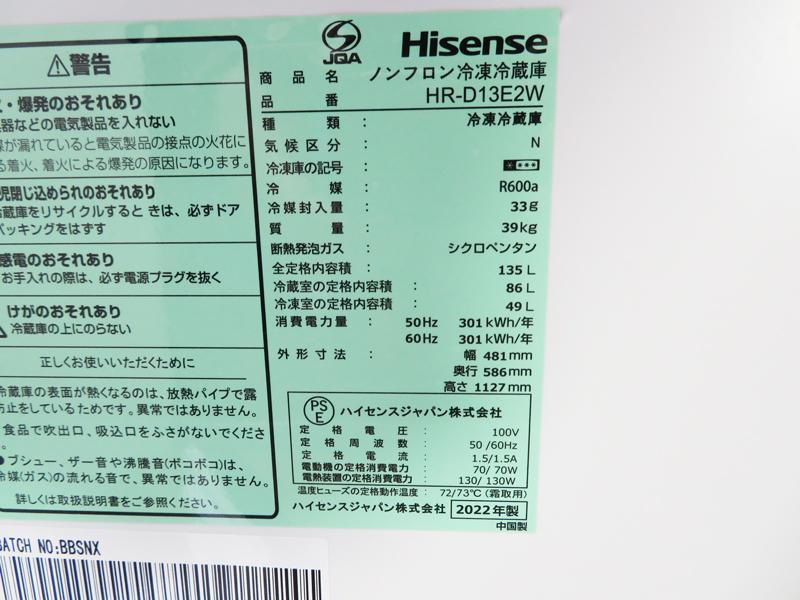 ⚠警告
・爆発のおそれあり
器などの電気製品を入れない
が漏れていると電気製品の接点の火花に
る着火、着火による爆発の原因になります。
児閉じ込められのおそれあり
冷蔵庫をリサイクルするときは、必ずドア
パッキングをはずす
感電のおそれあり
お手入れの際は、必ず電源プラグを抜く
けがのおそれあり
冷蔵庫の上にのらない
正しくお使いいただくために
冷蔵庫の表面が熱くなるのは、放熱パイプで露
防止をしているためです。異常ではありません。
食品で吹出口、吸込口をふさがないでくださ
。
●プシュー、ザー音や沸騰音(ボコボコ)は、
冷媒(ガス)の流れる音で、異常ではありません。
詳しくは取扱説明書をご参照ください。
BATCH NO:BBSNX
JQA
Hisense
商品名 ノンフロン冷凍冷蔵庫
品番 HR-D13E2W
種類 : 冷凍冷蔵庫
気候区分 : N
冷凍庫の記号 : ****
冷媒 : R600a
冷媒封入量 : 33g
質量 : 39kg
断熱発泡ガス : シクロペンタン
全定格内容積 : 135 L
冷蔵室の定格内容積 : 86 L
冷凍室の定格内容積 : 49 L
消費電力量 : 50Hz 301kWh/年
60Hz 301kWh/年
外形寸法 : 幅 481mm
奥行 586mm
高さ 1127mm
PSE ハイセンスジャパン株式会社
定格電圧 : 100V
定格周波数 : 50 /60Hz
定格電流 : 1.5/1.5A
電動機の定格消費電力 : 70/ 70W
電熱装置の定格消費電力 : 130/ 130W
温度ヒューズの定格動作温度 : 72/73℃(霜取用)
ハイセンスジャパン株式会社 2022年製
中国製